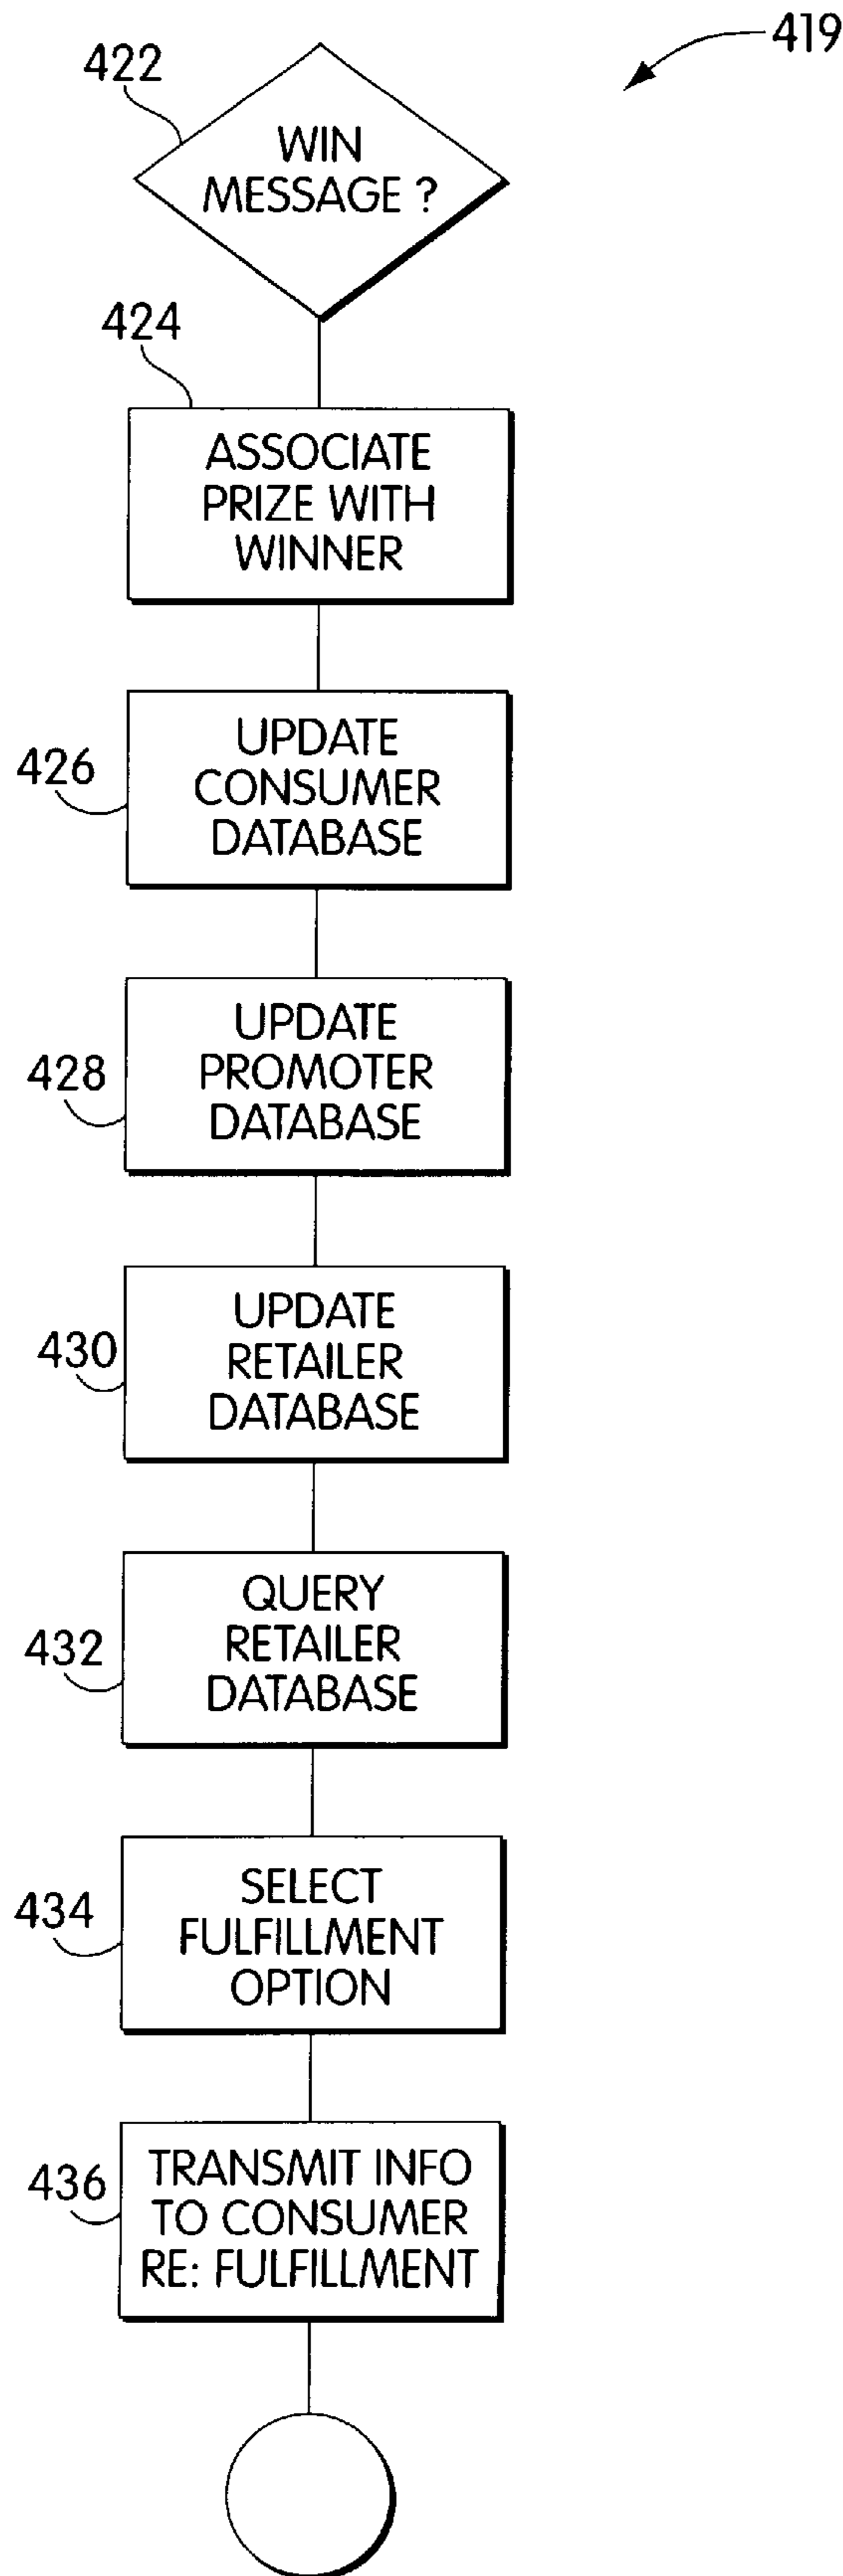 419
422
WIN
MESSAGE ?
424
ASSOCIATE
PRIZE WITH
WINNER
426
UPDATE
CONSUMER
DATABASE
428
UPDATE
PROMOTER
DATABASE
430
UPDATE
RETAILER
DATABASE
432
QUERY
RETAILER
DATABASE
434
SELECT
FULFILLMENT
OPTION
436
TRANSMIT INFO
TO CONSUMER
RE: FULFILLMENT